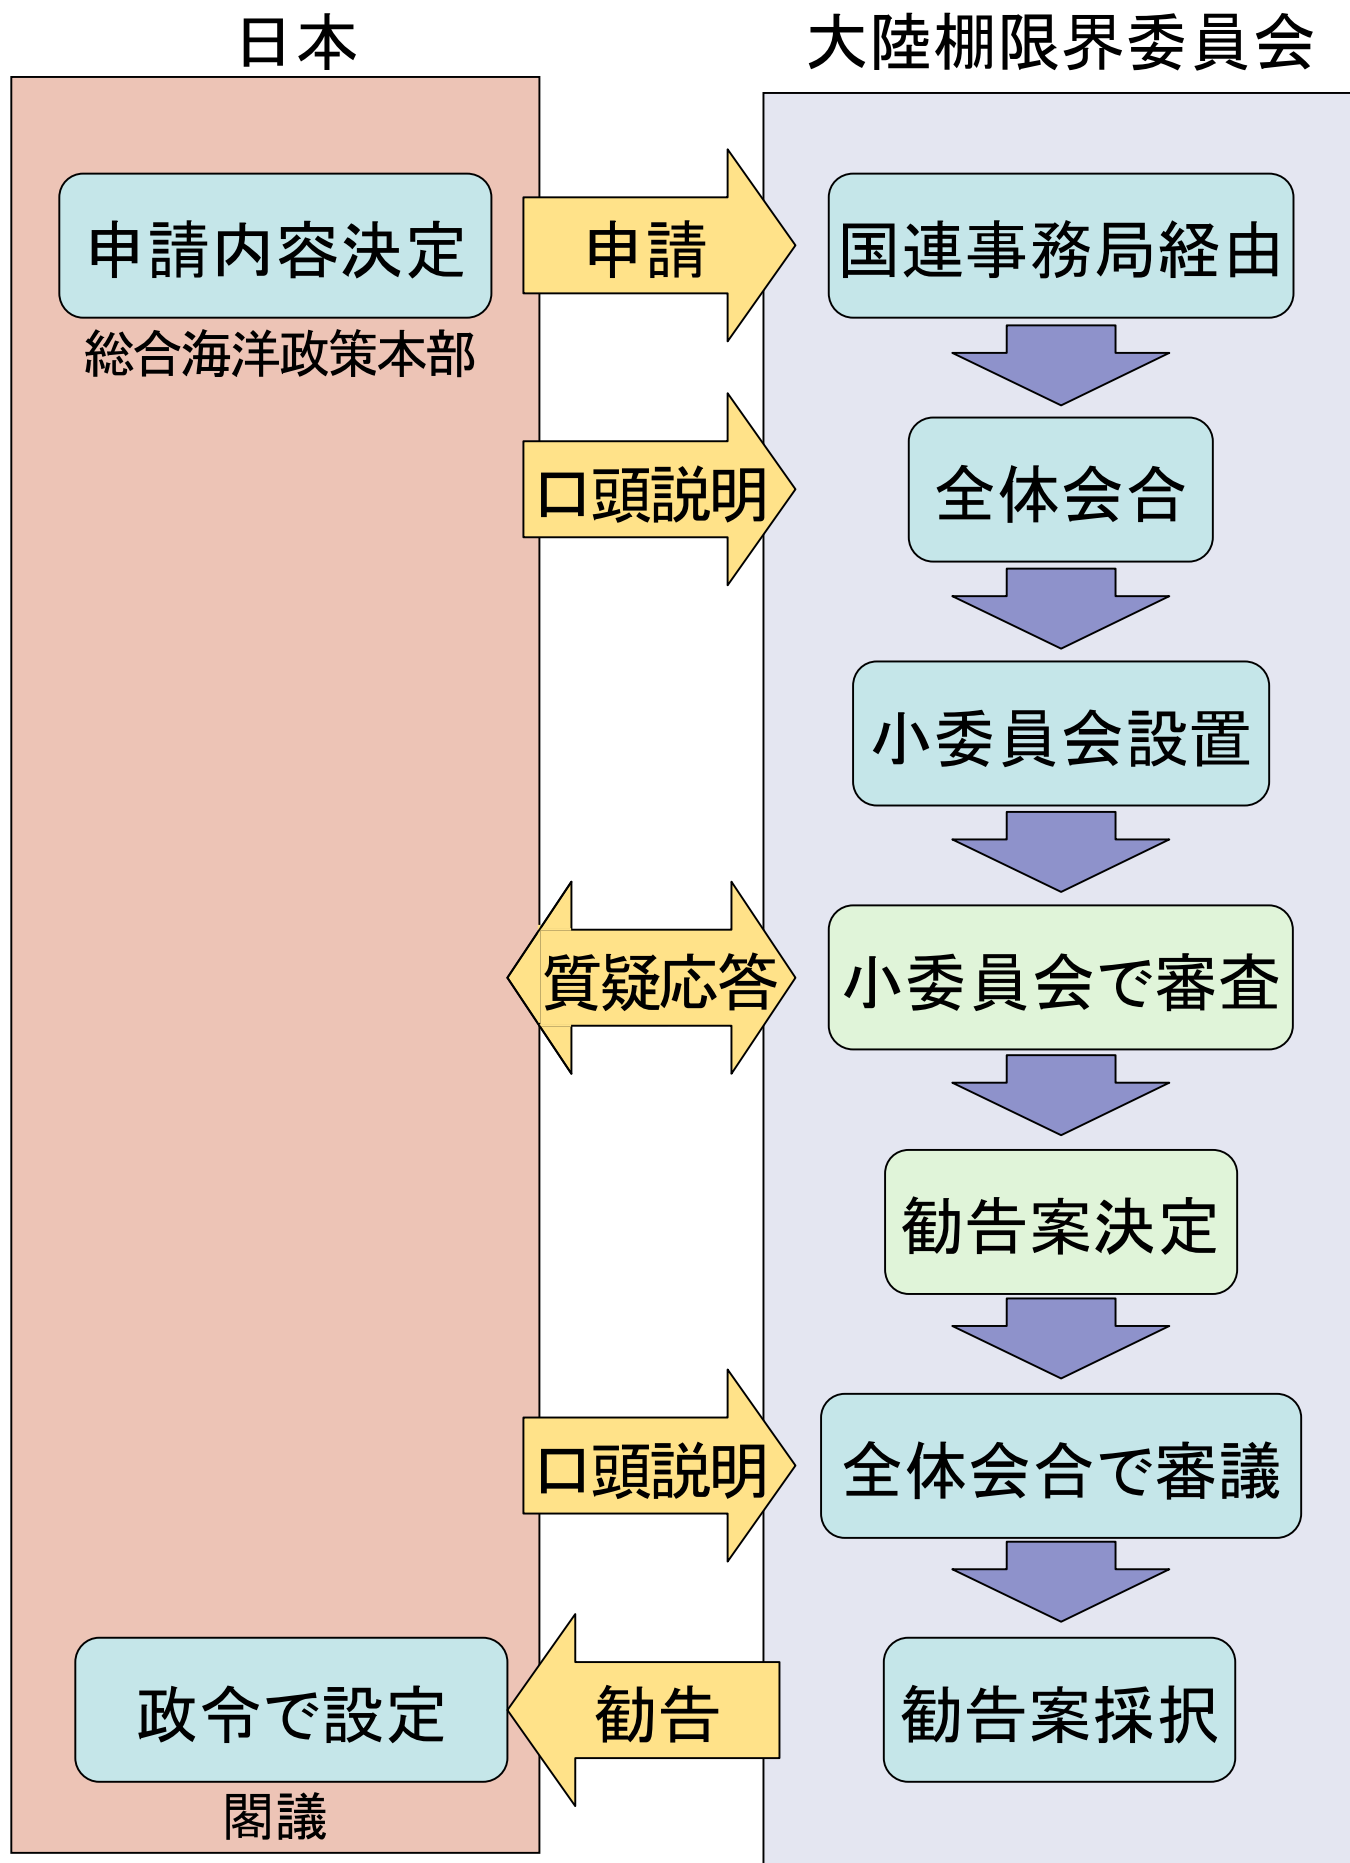 日本
大陸棚限界委員会
申請内容決定
総合海洋政策本部
申請
国連事務局経由
口頭説明
全体会合
小委員会設置
質疑応答
小委員会で審査
勧告案決定
口頭説明
全体会合で審議
政令で設定
閣議
勧告
勧告案採択